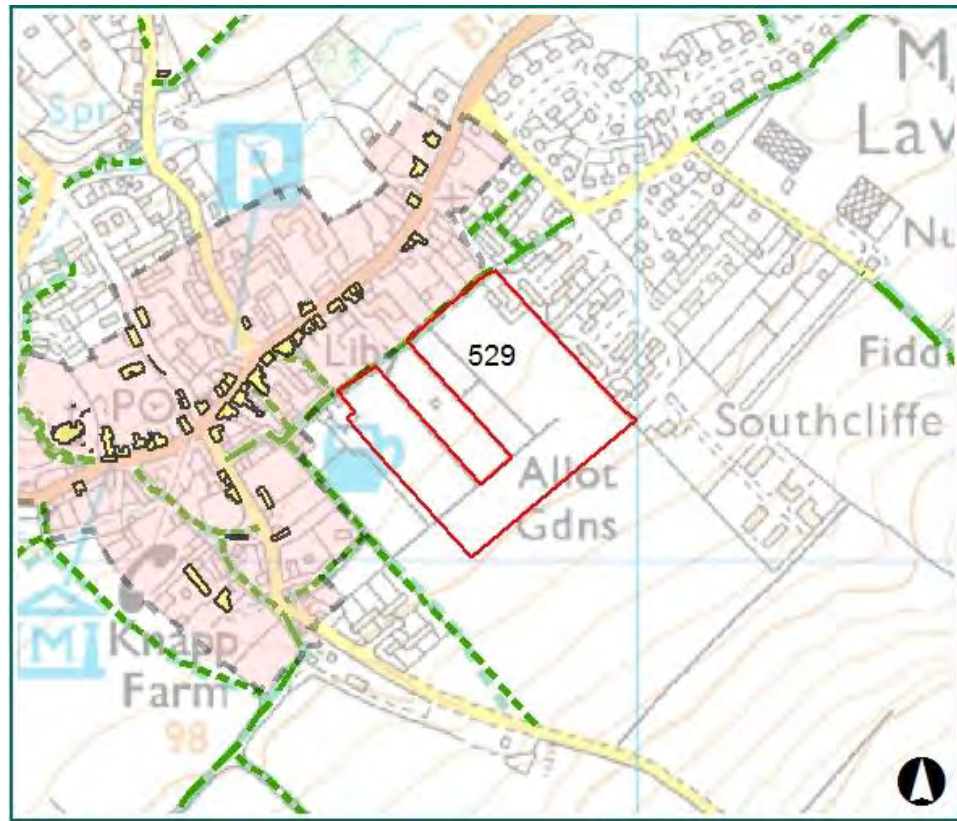 M
Lav
Spr
P
Nu
529
Lib
Fidd
PO
Southcliffe
Allot
Gdns
M
Knapp
Farm
98